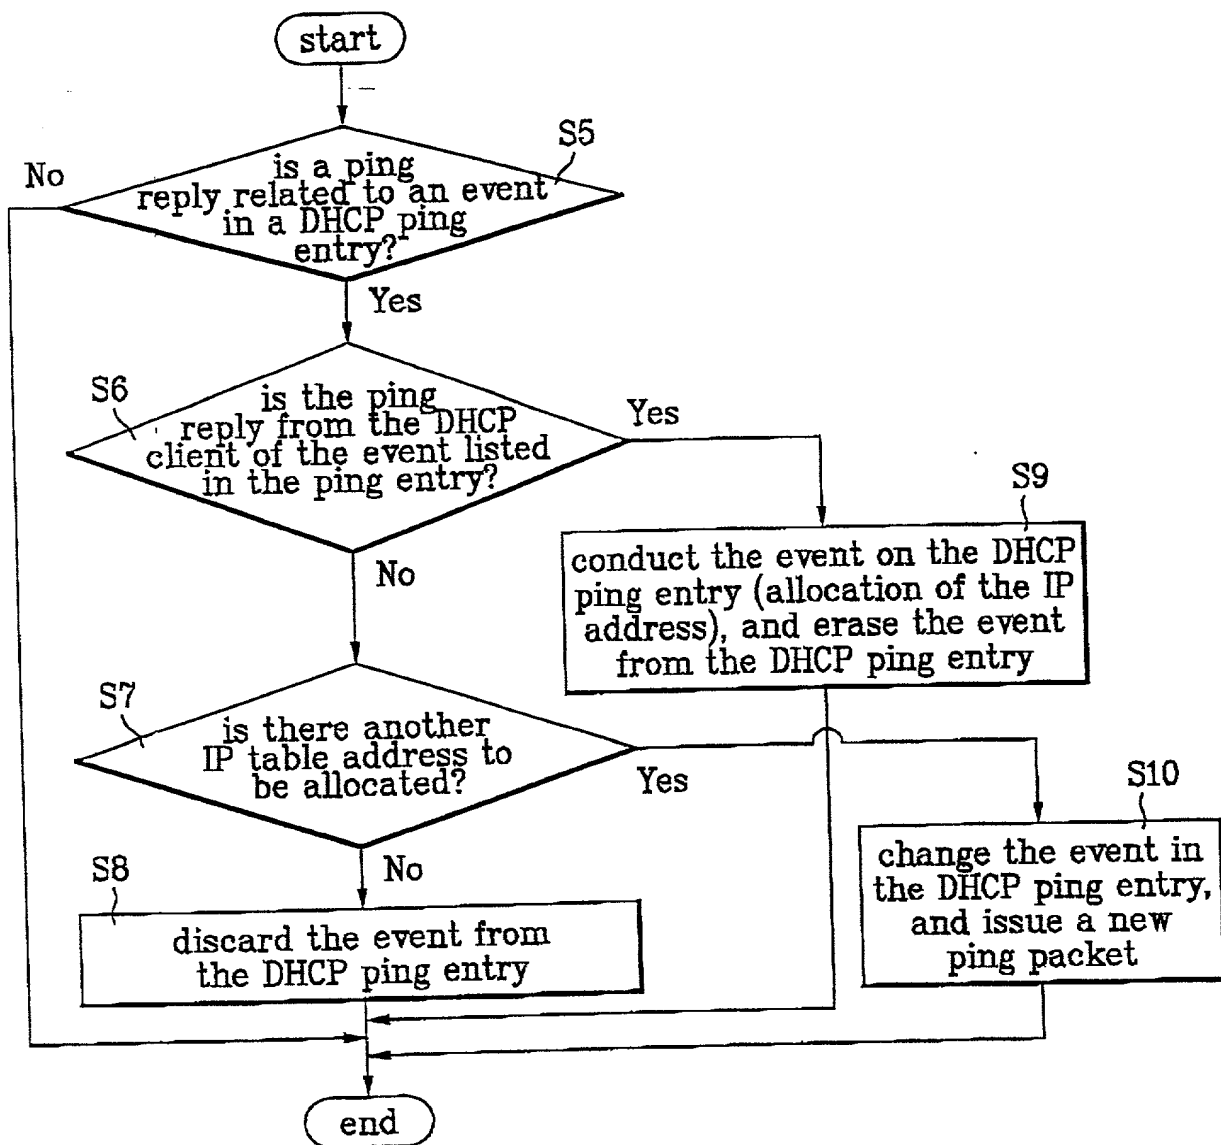 start
S5
No
is a ping
reply related to an event
in a DHCP ping
entry?
Yes
S6
is the ping
reply from the DHCP
client of the event listed
in the ping entry?
Yes
No
S9
conduct the event on the DHCP
ping entry (allocation of the IP
address), and erase the event
from the DHCP ping entry
S7
is there another
IP table address to
be allocated?
Yes
No
S10
change the event in
the DHCP ping entry,
and issue a new
ping packet
S8
discard the event from
the DHCP ping entry
end